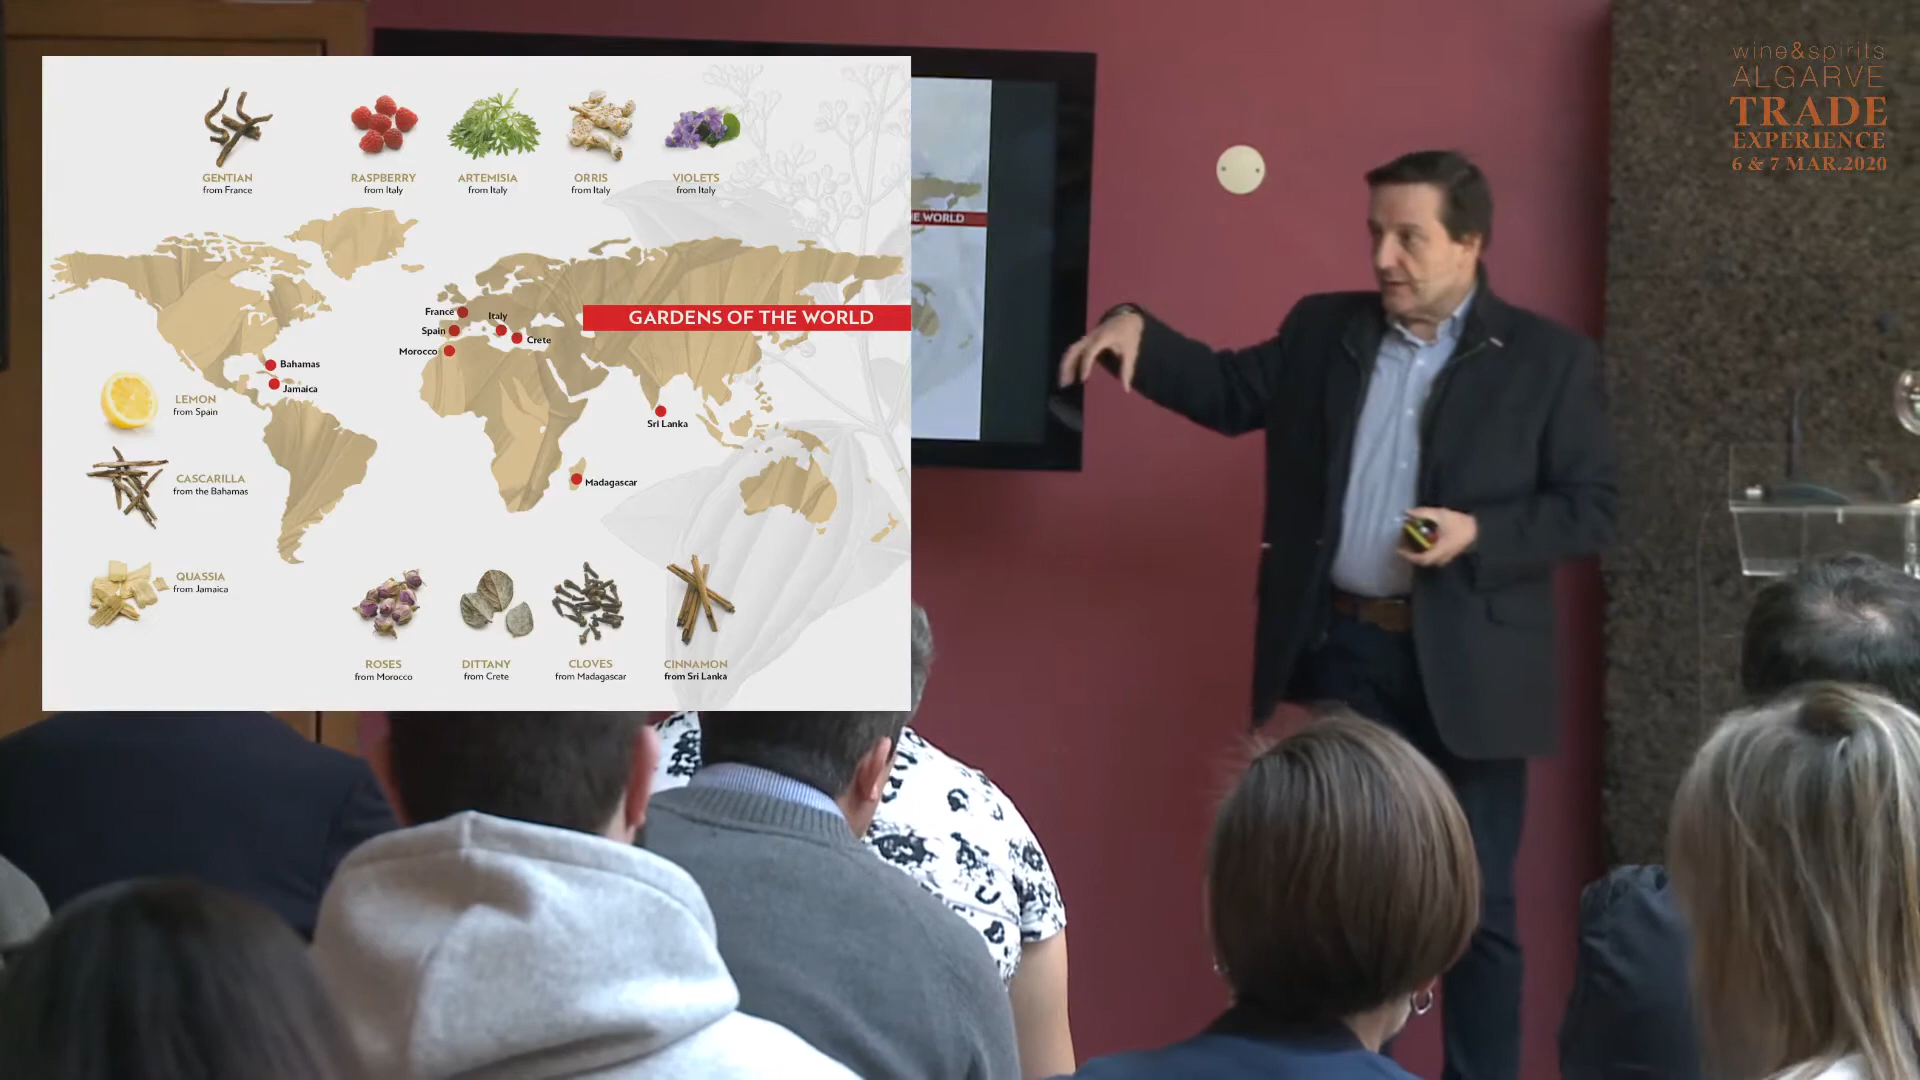 GENTIAN
from France
RASPBERRY
from Italy
ARTEMISIA
from Italy
ORRIS
from Italy
VIOLETS
from Italy
France
Italy
Spain
Crete
Morocco
GARDENS OF THE WORLD
Bahamas
Jamaica
Sri Lanka
Madagascar
LEMON
from Spain
CASCARILLA
from the Bahamas
QUASSIA
from Jamaica
ROSES
from Morocco
DITTANY
from Crete
CLOVES
from Madagascar
CINNAMON
from Sri Lanka
E WORLD
wine&spirits
ALGARVE
TRADE
EXPERIENCE
6 & 7 MAR.2020